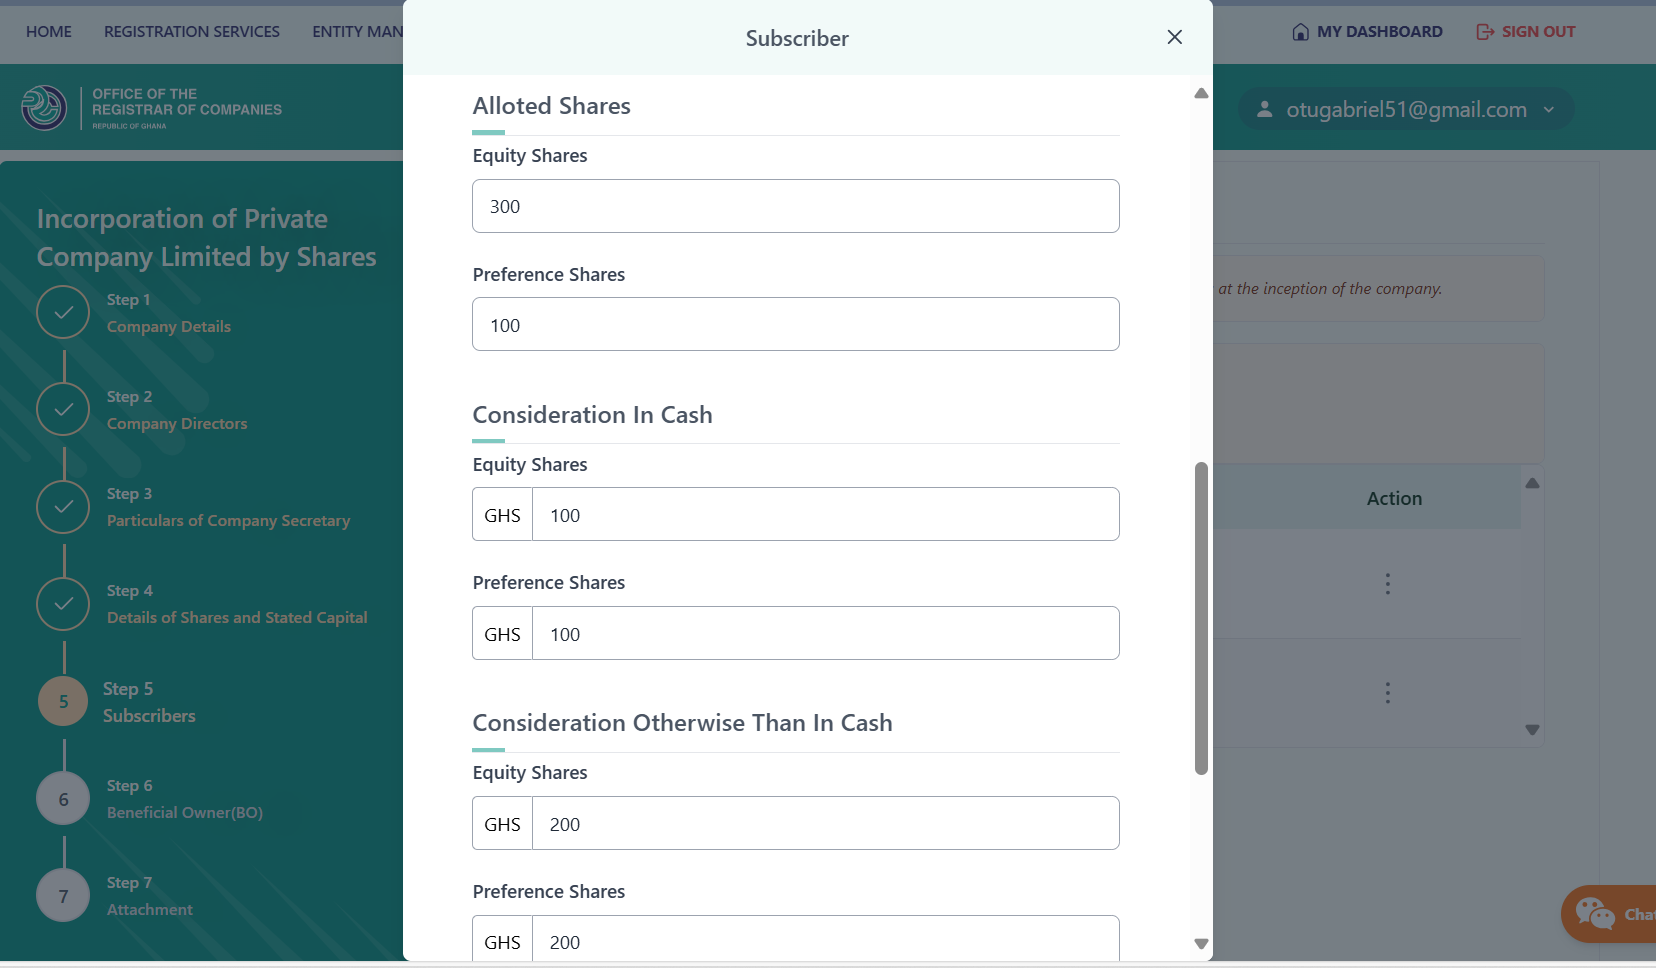 HOME
REGISTRATION SERVICES
ENTITY MAN
MY DASHBOARD
SIGN OUT
OFFICE OF THE
REGISTRAR OF COMPANIES
REPUBLIC OF GHANA
otugabriel51@gmail.com
Incorporation of Private
Company Limited by Shares
Step 1
Company Details
Step 2
Company Directors
Step 3
Particulars of Company Secretary
Step 4
Details of Shares and Stated Capital
5
Step 5
Subscribers
6
Step 6
Beneficial Owner(BO)
7
Step 7
Attachment
Subscriber
Alloted Shares
Equity Shares
300
Preference Shares
100
Consideration In Cash
Equity Shares
GHS 100
Preference Shares
GHS 100
Consideration Otherwise Than In Cash
Equity Shares
GHS 200
Preference Shares
GHS 200
at the inception of the company.
Action
Chat